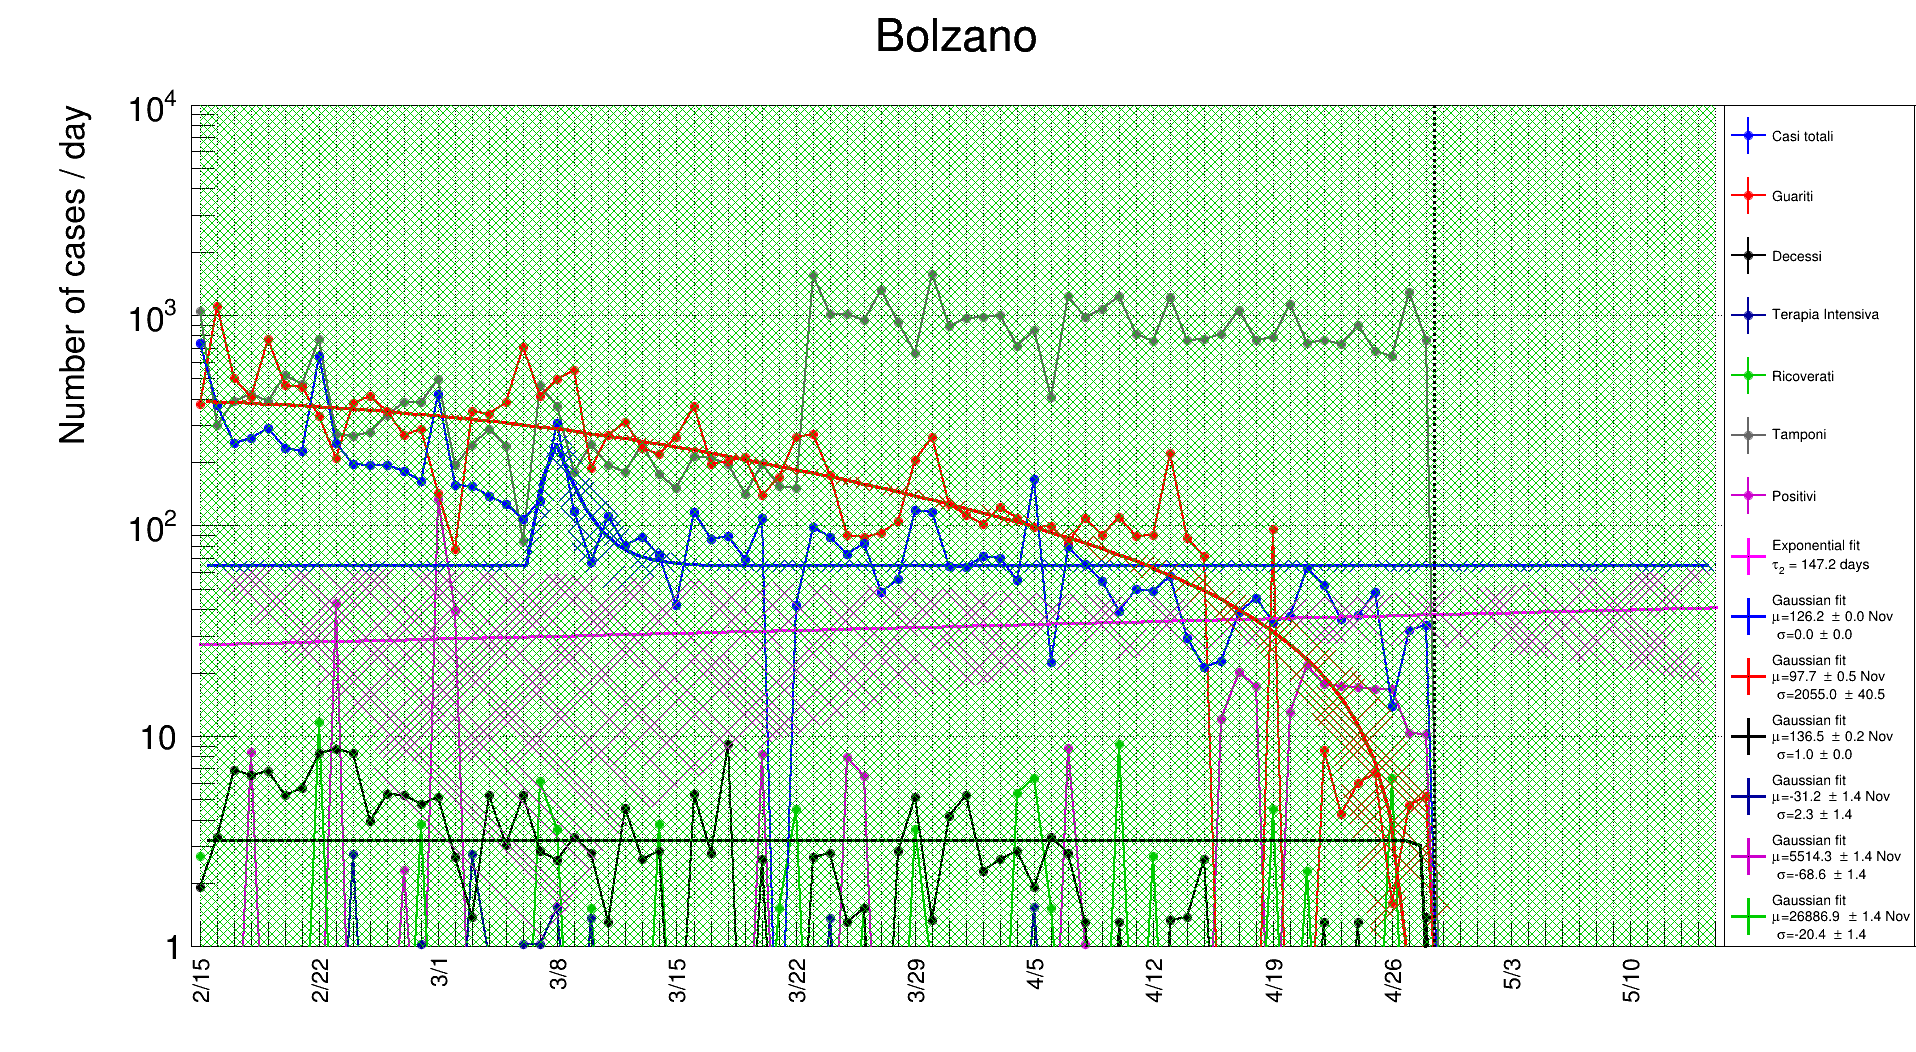 Bolzano
Number of cases / day
10⁴
10³
10²
10
1
2/15
2/22
3/1
3/8
3/15
3/22
3/29
4/5
4/12
4/19
4/26
5/3
5/10
Casi totali
Guariti
Decessi
Terapia Intensiva
Ricoverati
Tamponi
Positivi
Exponential fit
τ₂ = 147.2 days
Gaussian fit
μ=126.2 ± 0.0 Nov
σ=0.0 ± 0.0
Gaussian fit
μ=97.7 ± 0.5 Nov
σ=2055.0 ± 40.5
Gaussian fit
μ=136.5 ± 0.2 Nov
σ=1.0 ± 0.0
Gaussian fit
μ=-31.2 ± 1.4 Nov
σ=2.3 ± 1.4
Gaussian fit
μ=5514.3 ± 1.4 Nov
σ=-68.6 ± 1.4
Gaussian fit
μ=26886.9 ± 1.4 Nov
σ=-20.4 ± 1.4